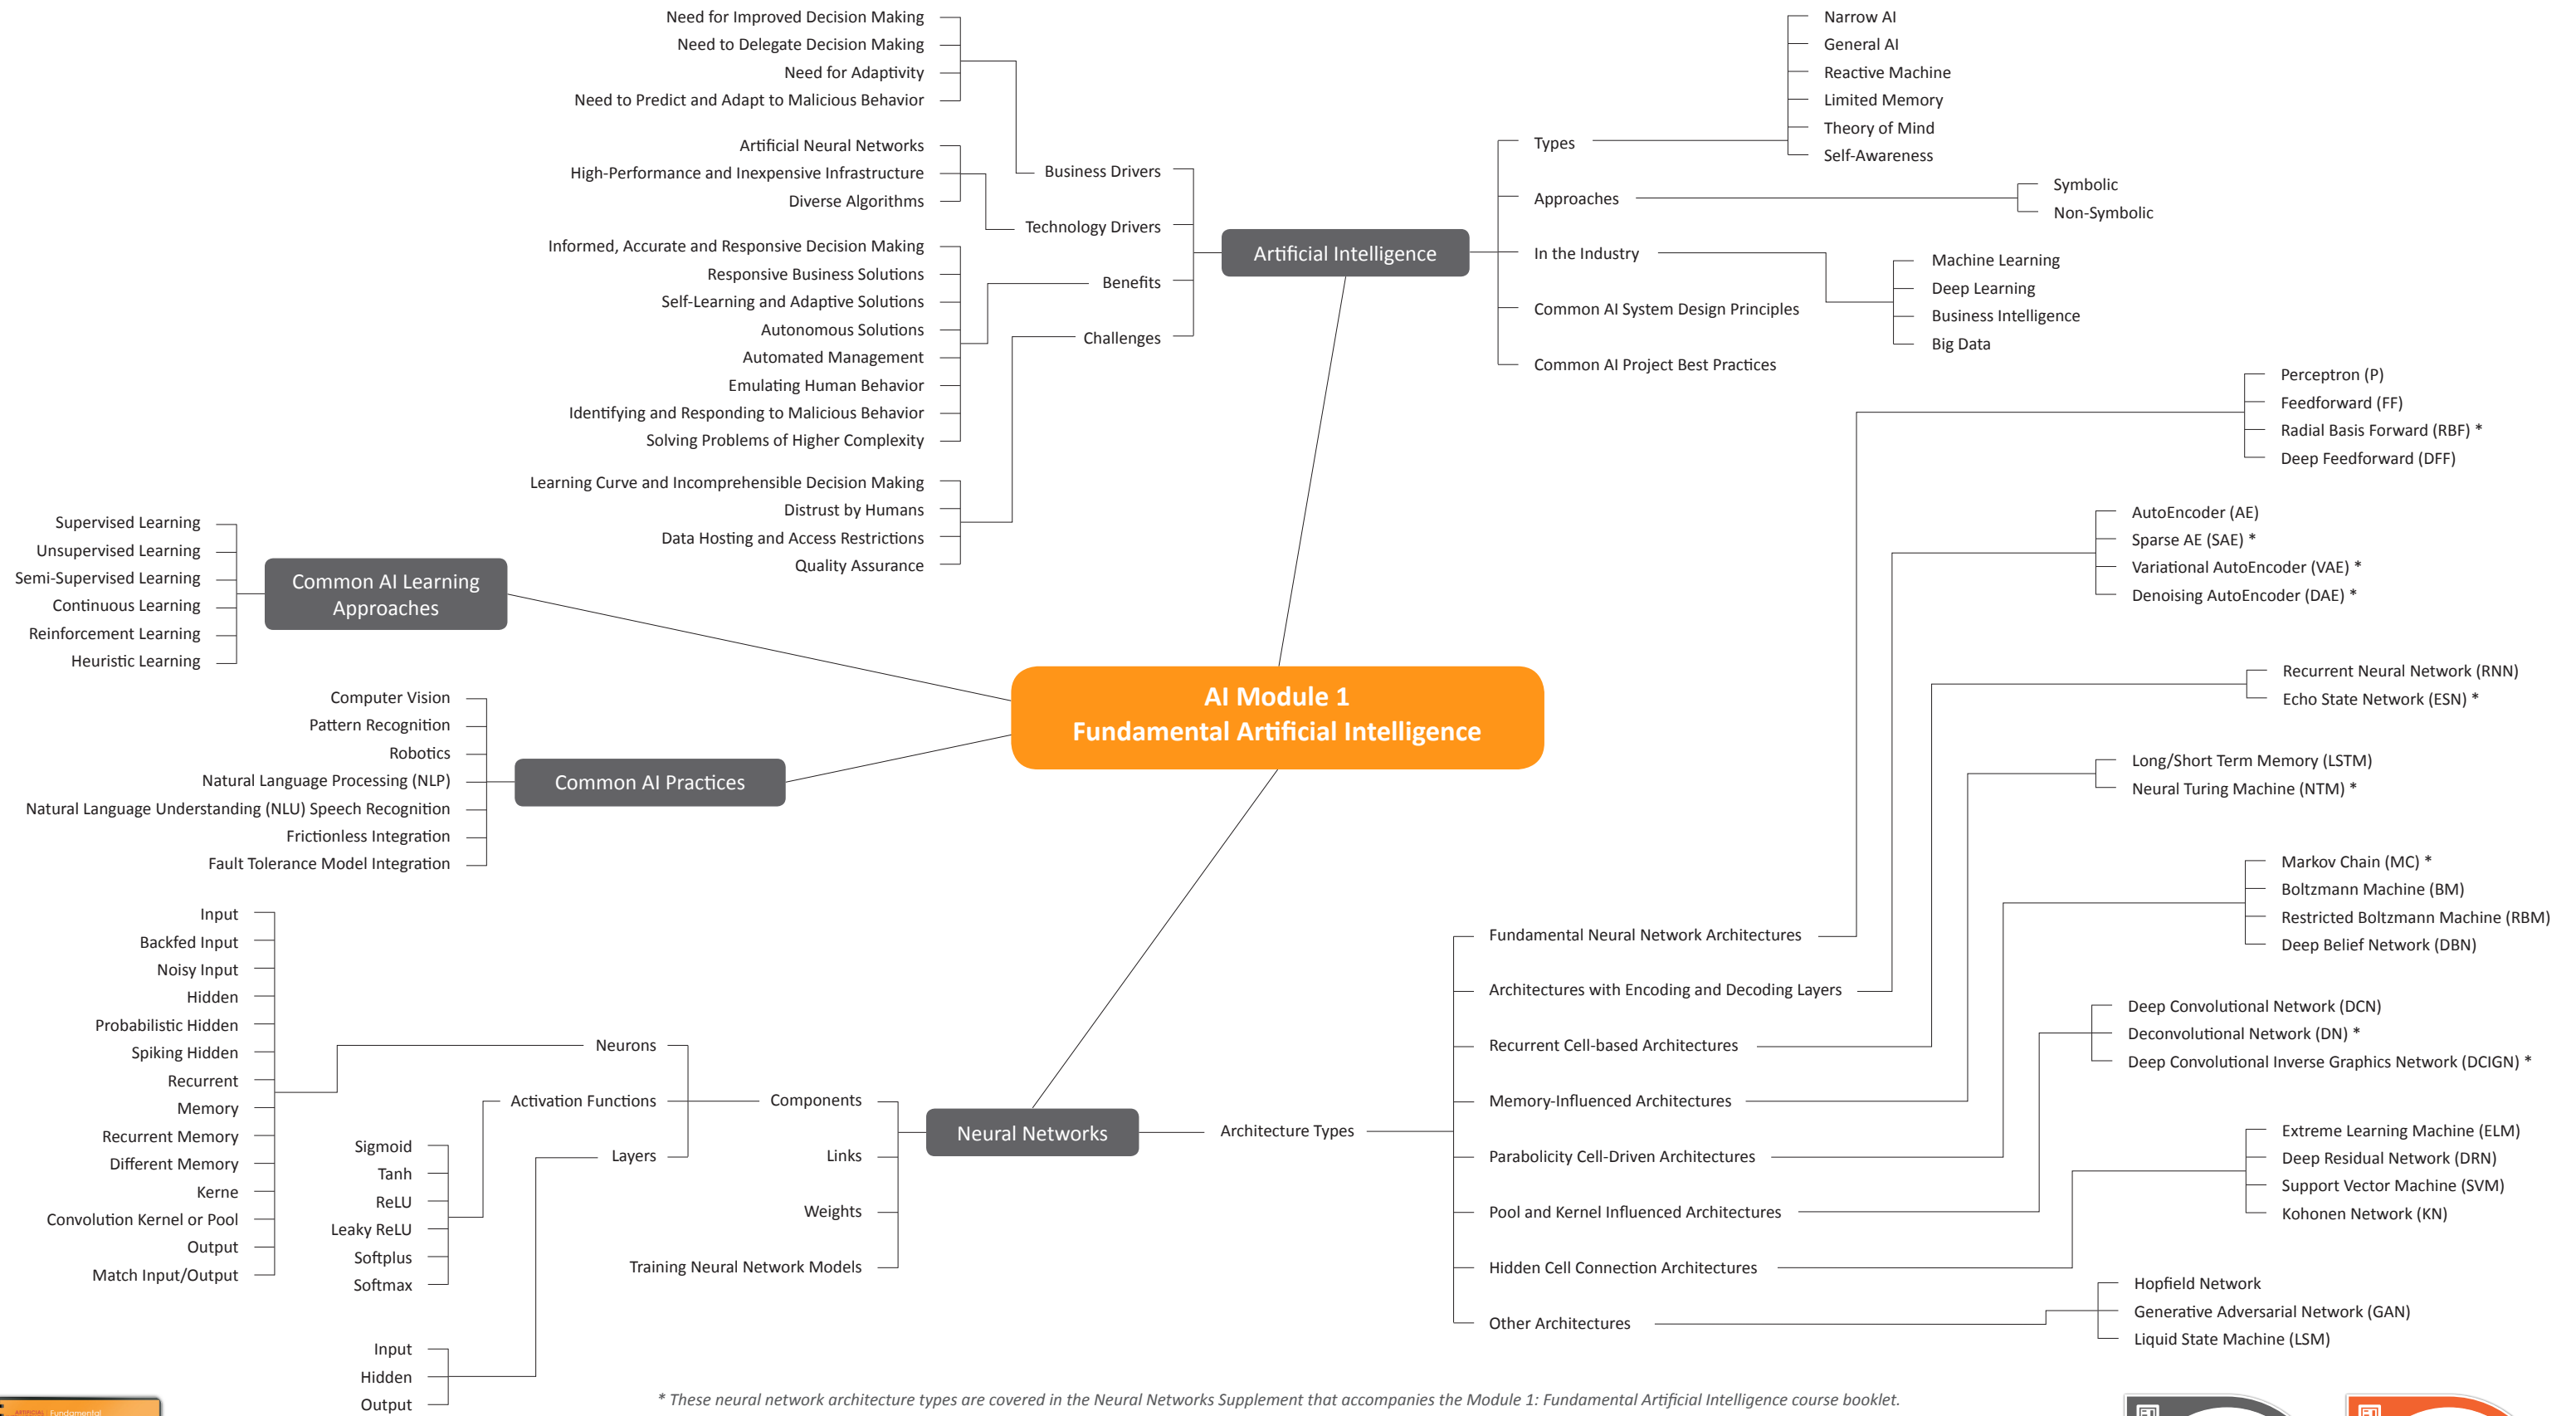 Need for Improved Decision Making
Need to Delegate Decision Making
Need for Adaptivity
Need to Predict and Adapt to Malicious Behavior
Artificial Neural Networks
High-Performance and Inexpensive Infrastructure
Diverse Algorithms
Informed, Accurate and Responsive Decision Making
Responsive Business Solutions
Self-Learning and Adaptive Solutions
Autonomous Solutions
Automated Management
Emulating Human Behavior
Identifying and Responding to Malicious Behavior
Solving Problems of Higher Complexity
Learning Curve and Incomprehensible Decision Making
Distrust by Humans
Data Hosting and Access Restrictions
Quality Assurance
Business Drivers
Technology Drivers
Benefits
Challenges
Artificial Intelligence
Types
Approaches
In the Industry
Common AI System Design Principles
Common AI Project Best Practices
Narrow AI
General AI
Reactive Machine
Limited Memory
Theory of Mind
Self-Awareness
Symbolic
Non-Symbolic
Machine Learning
Deep Learning
Business Intelligence
Big Data
Supervised Learning
Unsupervised Learning
Semi-Supervised Learning
Continuous Learning
Reinforcement Learning
Heuristic Learning
Common AI Learning
Approaches
Computer Vision
Pattern Recognition
Robotics
Natural Language Processing (NLP)
Natural Language Understanding (NLU) Speech Recognition
Frictionless Integration
Fault Tolerance Model Integration
Common AI Practices
AI Module 1
Fundamental Artificial Intelligence
Input
Backfed Input
Noisy Input
Hidden
Probabilistic Hidden
Spiking Hidden
Recurrent
Memory
Recurrent Memory
Different Memory
Kerne
Convolution Kernel or Pool
Output
Match Input/Output
Sigmoid
Tanh
ReLU
Leaky ReLU
Softplus
Softmax
Input
Hidden
Output
Neurons
Activation Functions
Layers
Components
Links
Weights
Training Neural Network Models
Neural Networks
Architecture Types
Fundamental Neural Network Architectures
Architectures with Encoding and Decoding Layers
Recurrent Cell-based Architectures
Memory-Influenced Architectures
Parabolicity Cell-Driven Architectures
Pool and Kernel Influenced Architectures
Hidden Cell Connection Architectures
Other Architectures
Perceptron (P)
Feedforward (FF)
Radial Basis Forward (RBF) *
Deep Feedforward (DFF)
AutoEncoder (AE)
Sparse AE (SAE) *
Variational AutoEncoder (VAE) *
Denoising AutoEncoder (DAE) *
Recurrent Neural Network (RNN)
Echo State Network (ESN) *
Long/Short Term Memory (LSTM)
Neural Turing Machine (NTM) *
Markov Chain (MC) *
Boltzmann Machine (BM)
Restricted Boltzmann Machine (RBM)
Deep Belief Network (DBN)
Deep Convolutional Network (DCN)
Deconvolutional Network (DN) *
Deep Convolutional Inverse Graphics Network (DCIGN) *
Extreme Learning Machine (ELM)
Deep Residual Network (DRN)
Support Vector Machine (SVM)
Kohonen Network (KN)
Hopfield Network
Generative Adversarial Network (GAN)
Liquid State Machine (LSM)
* These neural network architecture types are covered in the Neural Networks Supplement that accompanies the Module 1: Fundamental Artificial Intelligence course booklet.
ARTIFICIAL Fundamental